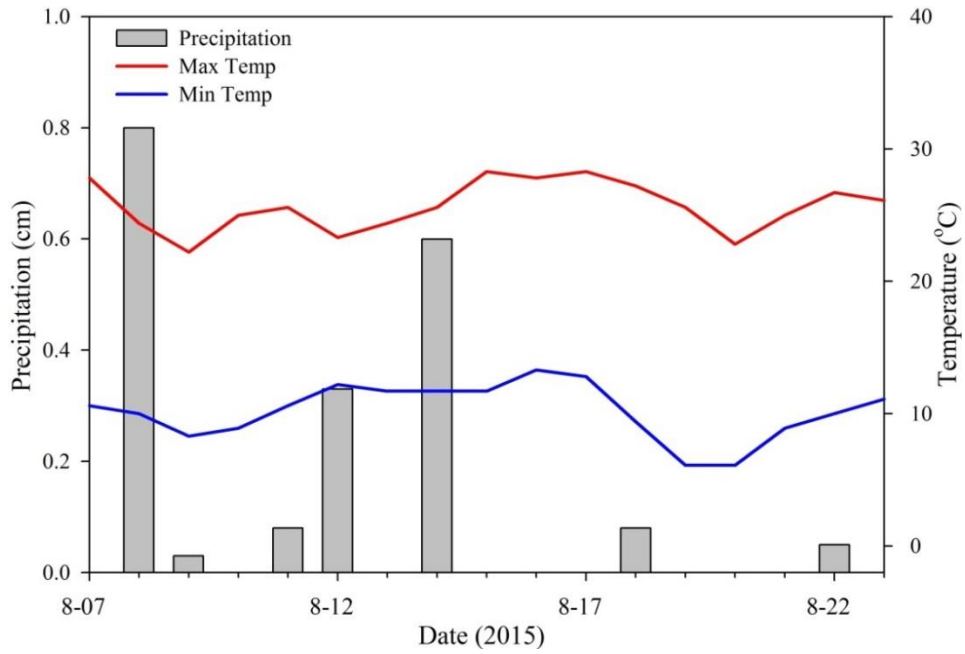 Precipitation
Max Temp
Min Temp
Precipitation (cm)
1.0
0.8
0.6
0.4
0.2
0.0
Temperature (°C)
40
30
20
10
0
8-07
8-12
8-17
8-22
Date (2015)